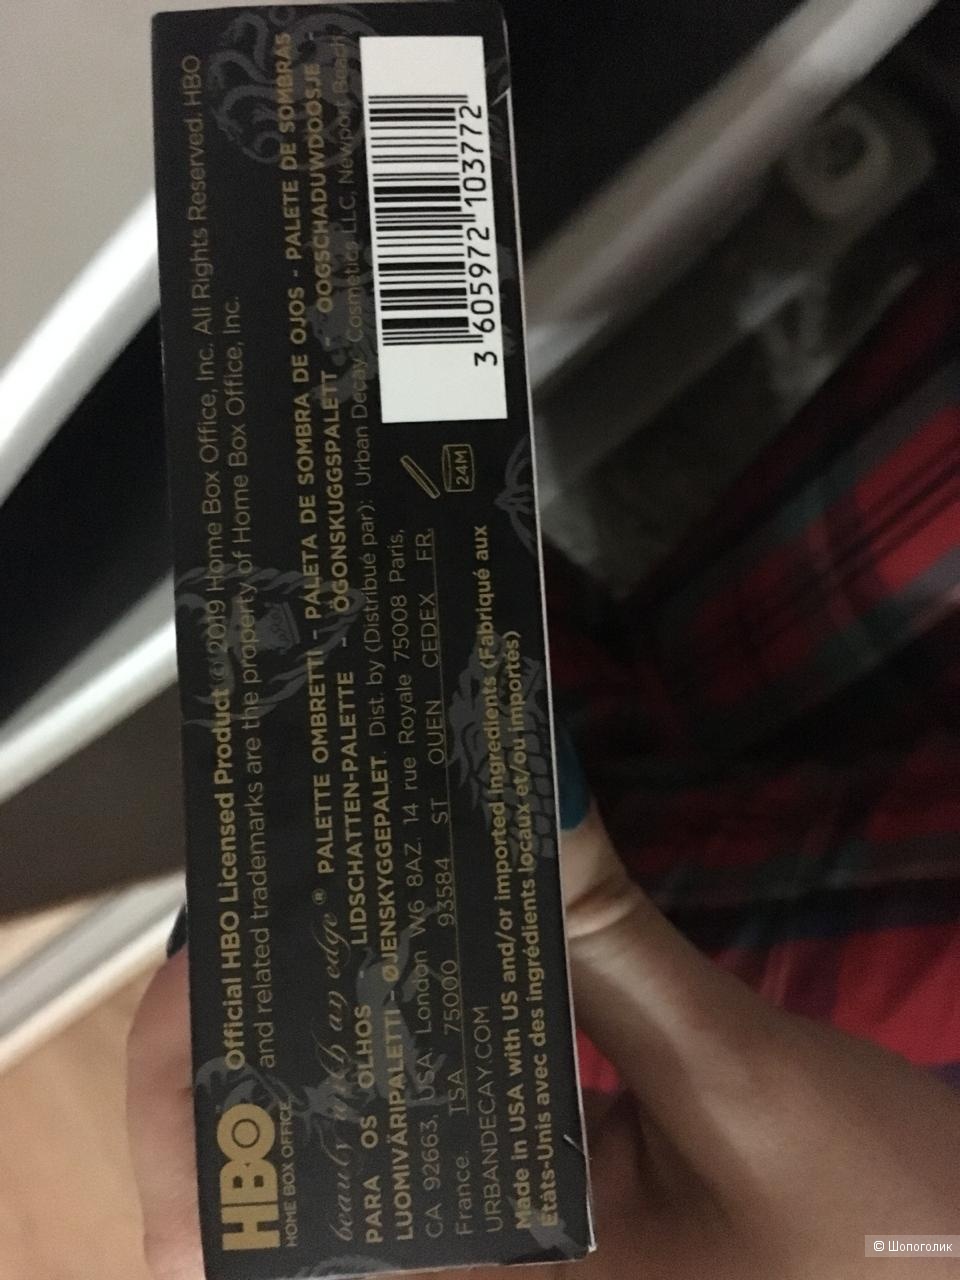 HBO
HOME BOX OFFICE
Official HBO Licensed Product © 2019 Home Box Office, Inc. All Rights Reserved. HBO
and related trademarks are the property of Home Box Office, Inc.
beauty with an edge® PALETTE OMBRETTI - PALETA DE SOMBRA DE OJOS - PALETE DE SOMBRAS
PARA OS OLHOS LIDSCHATTEN-PALETTE - ÖGONSKUGGSPALETT - OOGSCHADUWDOOSJE -
LUOMIVÄRIPALETTI - ØJENSKYGGEPALET. Dist. by (Distribué par): Urban Decay Cosmetics LLC, Newport Beach,
CA 92663, USA, London W6 8AZ. 14 rue Royale 75008 Paris,
France. TSA 75000 93584 ST OUEN CEDEX FR.
URBANDECAY.COM
Made in USA with US and/or imported ingredients (Fabriqué aux
États-Unis avec des ingrédients locaux et/ou importés)
24M
3 605972 103772
© Шопоголик